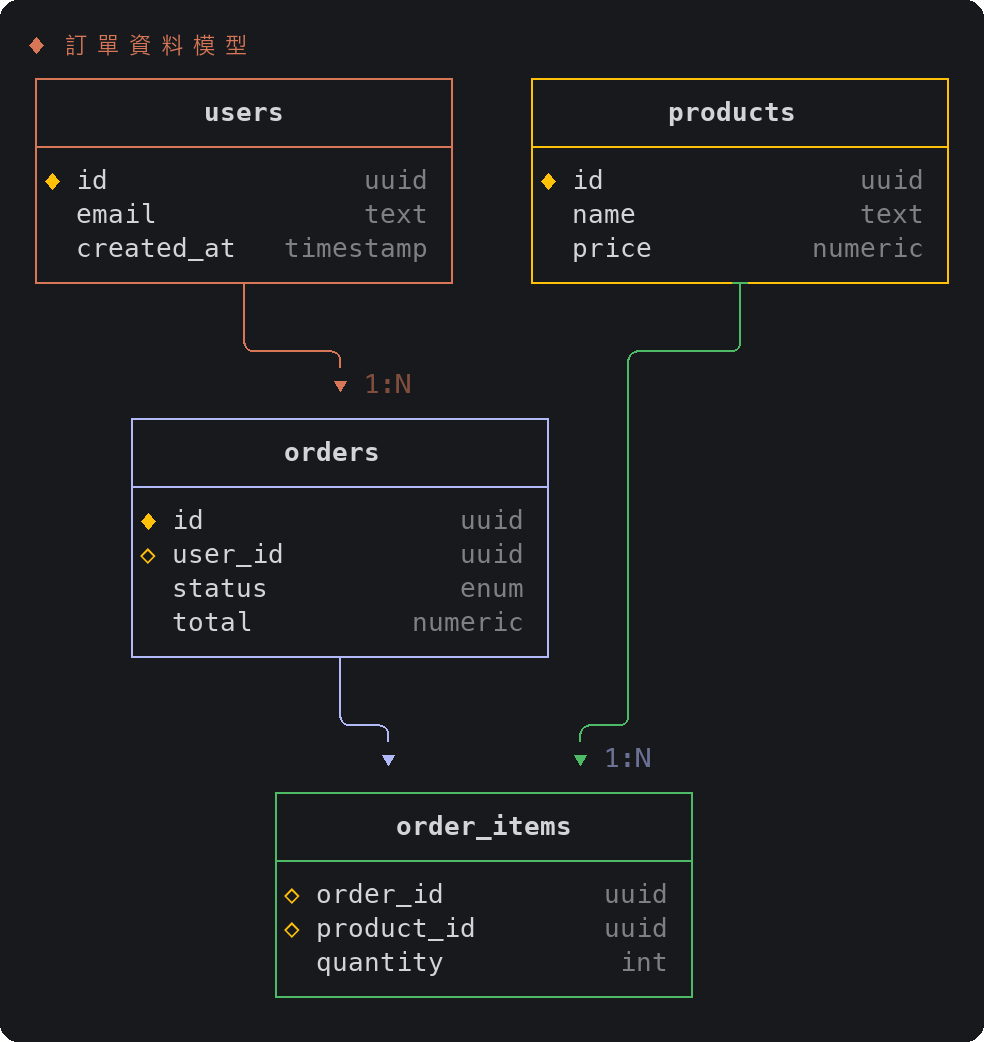 訂單資料模型
users
id uuid
email text
created_at timestamp
products
id uuid
name text
price numeric
1:N
orders
id uuid
user_id uuid
status enum
total numeric
1:N
order_items
order_id uuid
product_id uuid
quantity int